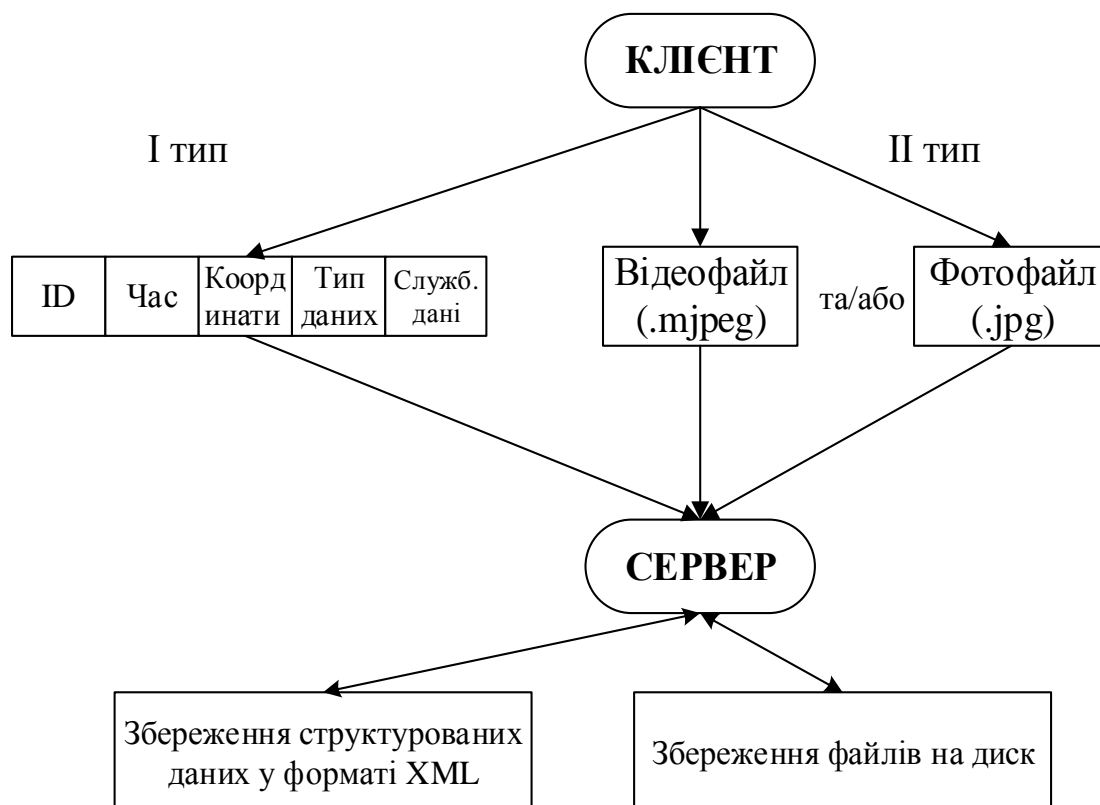 КЛІЄНТ
I тип
II тип
ID
Час
Коорд
инати
Тип
даних
Служб.
дані
Відеофайл
(.mjpeg)
та/або
Фотофайл
(.jpg)
СЕРВЕР
Збереження структурованих
даних у форматі XML
Збереження файлів на диск